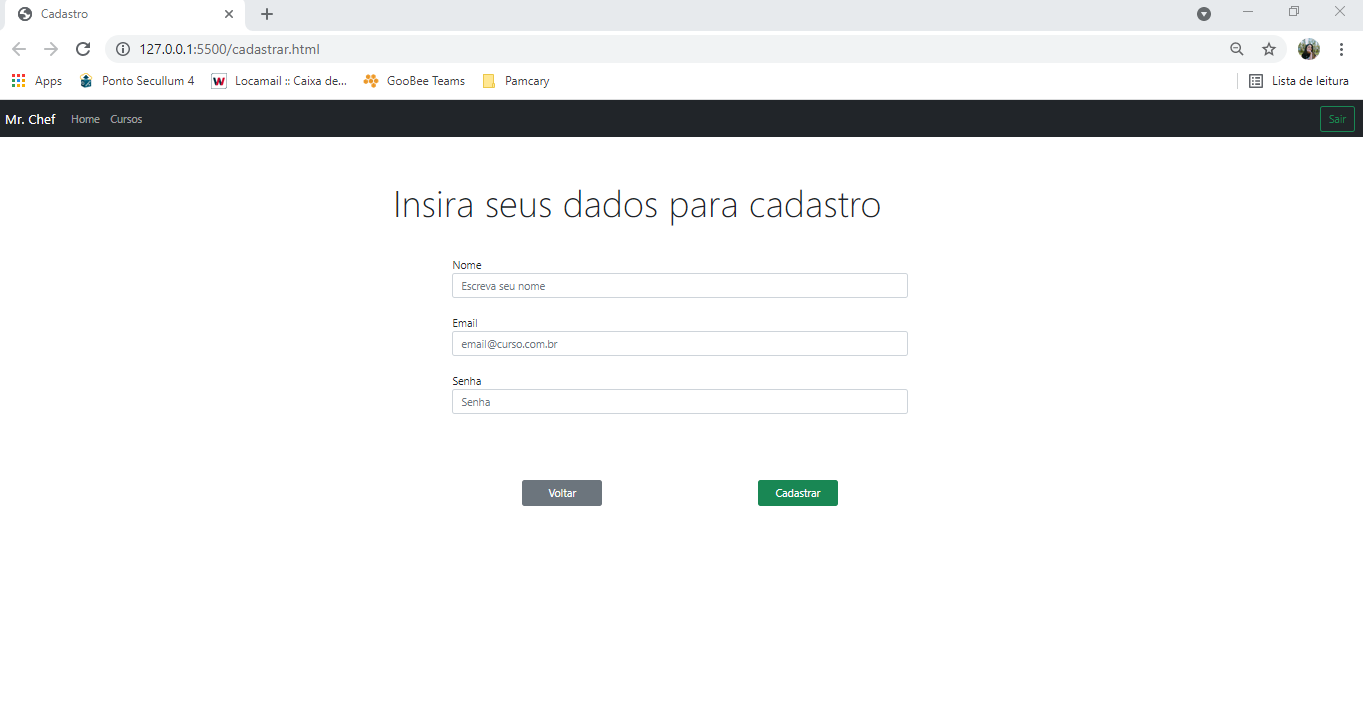 Cadastro
127.0.0.1:5500/cadastrar.html
Apps Ponto Secullum 4 Locamail :: Caixa de... GooBee Teams Pamcary Lista de leitura
Mr. Chef Home Cursos Sair
Insira seus dados para cadastro
Nome
Escreva seu nome
Email
email@curso.com.br
Senha
Senha
Voltar Cadastrar